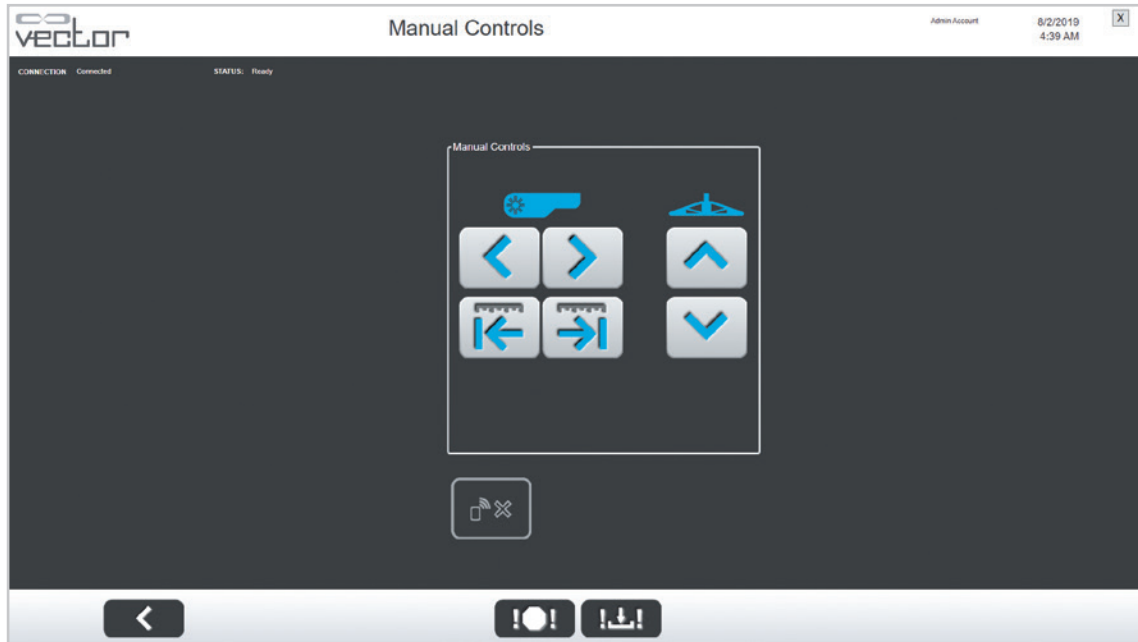 vector
Manual Controls
Admin Account
8/2/2019
4:39 AM
X
CONNECTION Connected
STATUS: Ready
Manual Controls
!!
!!